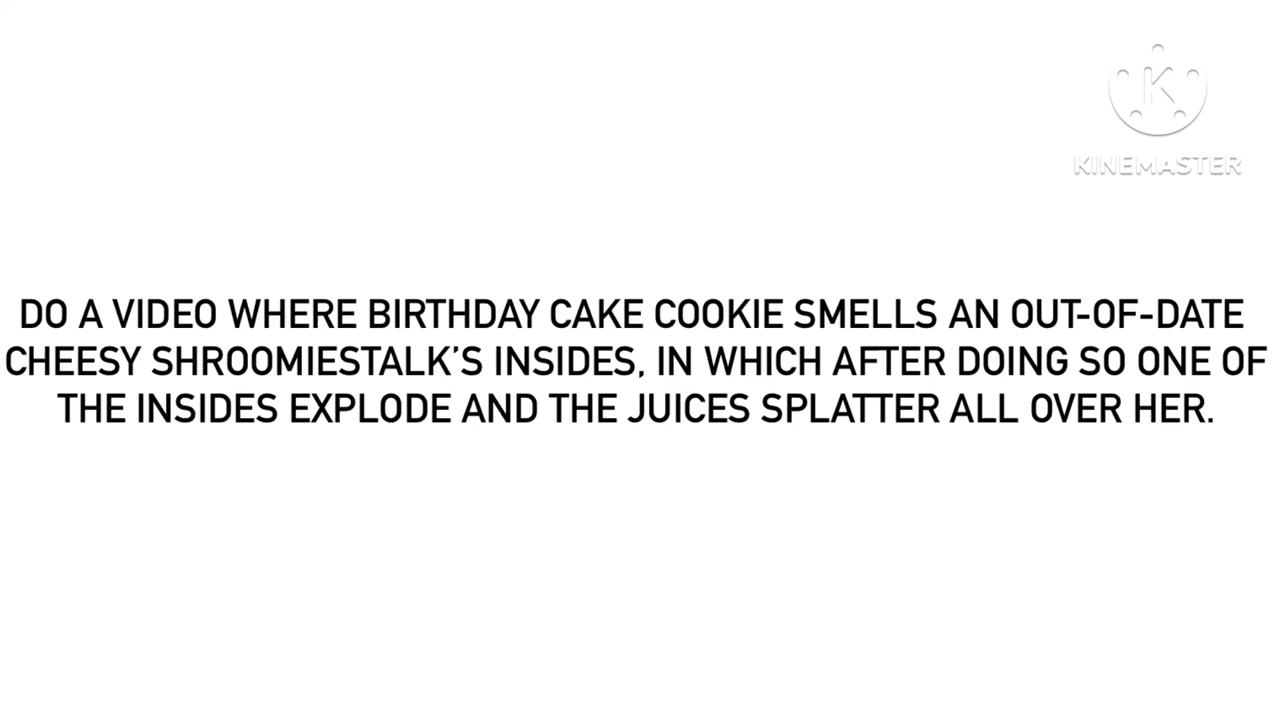 KINEMASTER
DO A VIDEO WHERE BIRTHDAY CAKE COOKIE SMELLS AN OUT-OF-DATE
CHEESY SHROOMIESTALK’S INSIDES, IN WHICH AFTER DOING SO ONE OF
THE INSIDES EXPLODE AND THE JUICES SPLATTER ALL OVER HER.